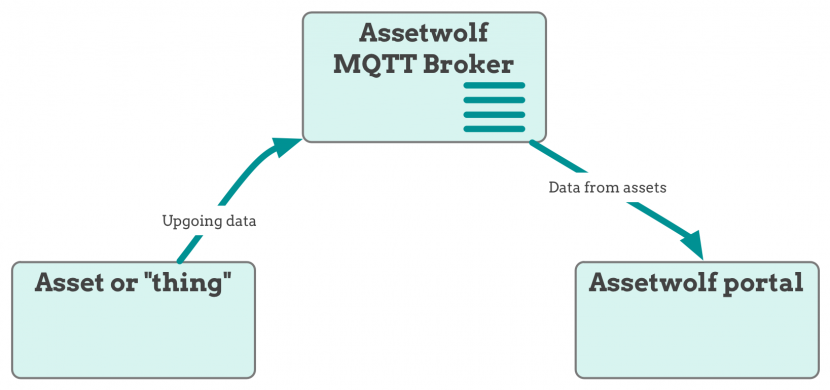 Assetwolf
MQTT Broker
Data from assets
Upgoing data
Asset or "thing"
Assetwolf portal